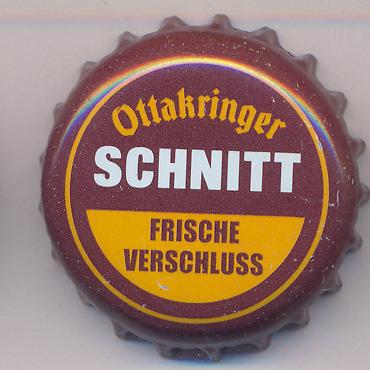 Ottakringer
SCHNITT
FRISCHE
VERSCHLUSS